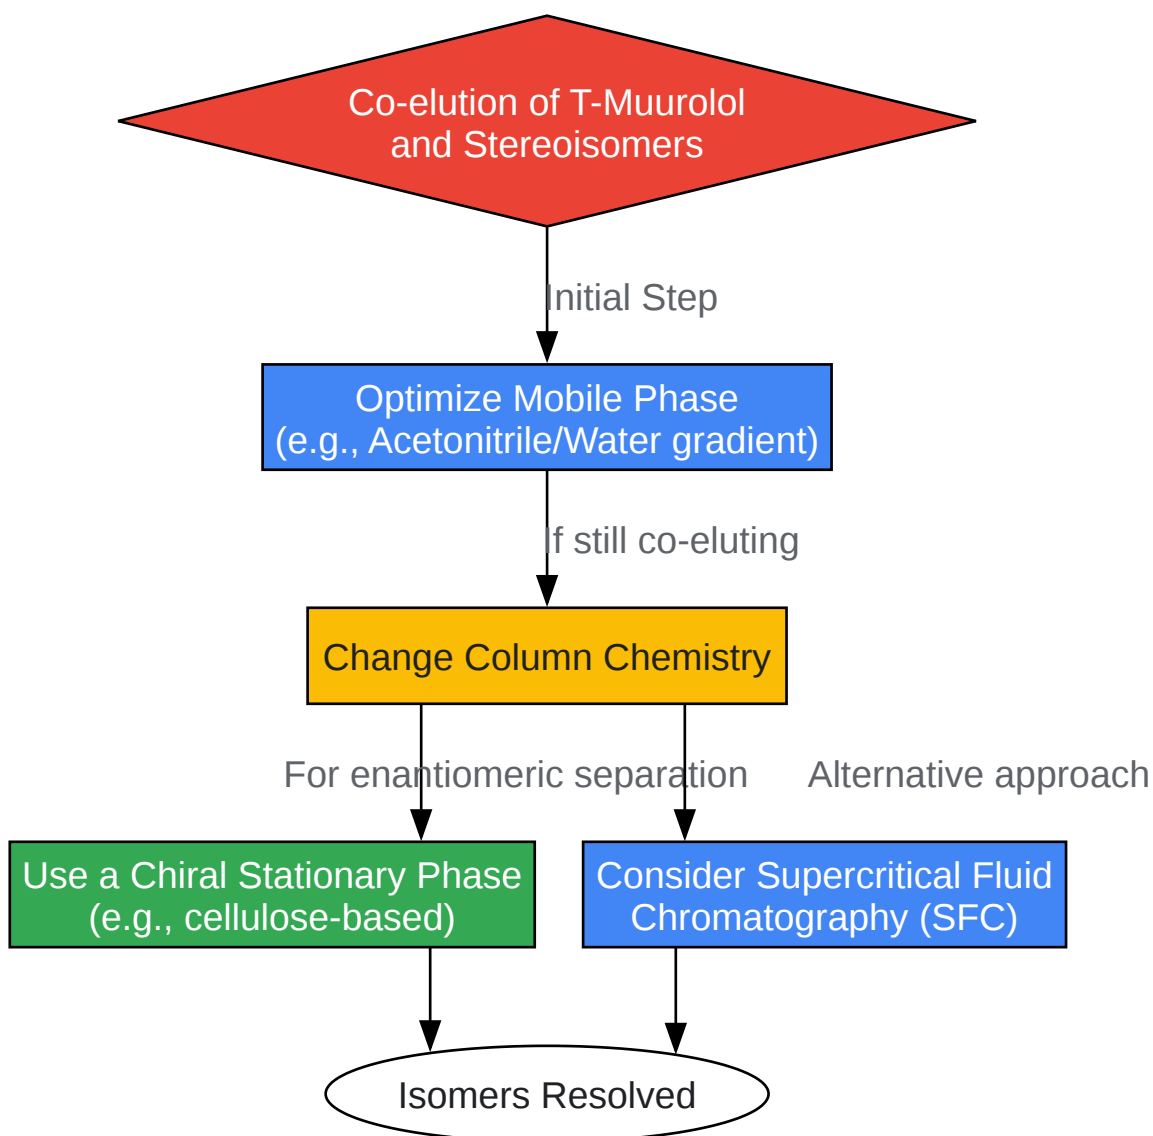 Co-elution of T-Muurolol
and Stereoisomers
Initial Step
Optimize Mobile Phase
(e.g., Acetonitrile/Water gradient)
If still co-eluting
Change Column Chemistry
For enantiomeric separation
Alternative approach
Use a Chiral Stationary Phase
(e.g., cellulose-based)
Consider Supercritical Fluid
Chromatography (SFC)
Isomers Resolved